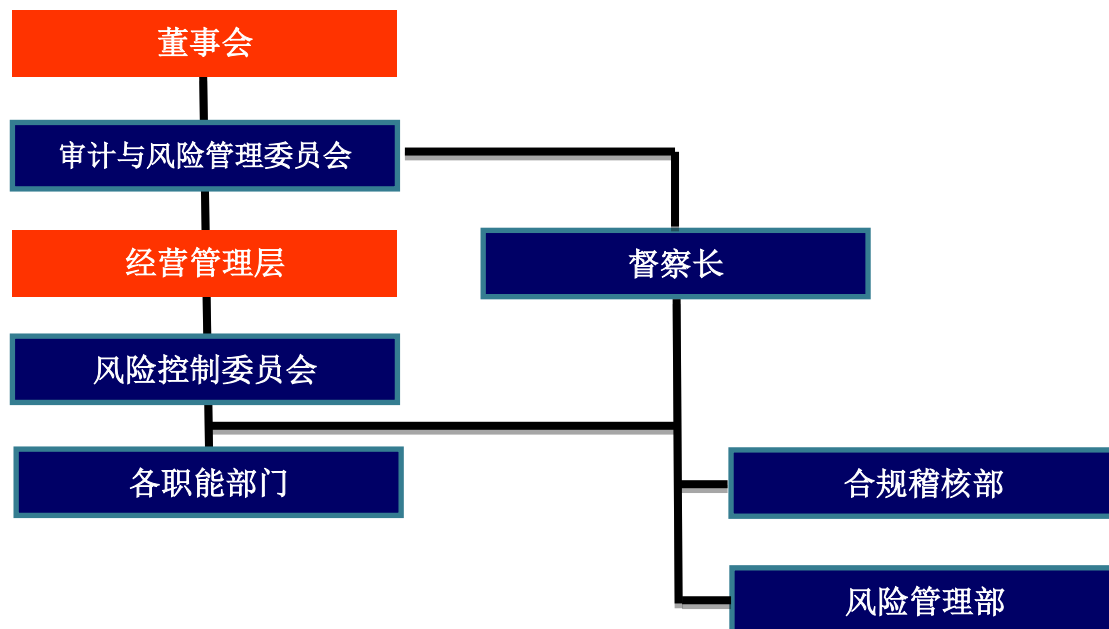 董事会
审计与风险管理委员会
经营管理层
督察长
风险控制委员会
各职能部门
合规稽核部
风险管理部